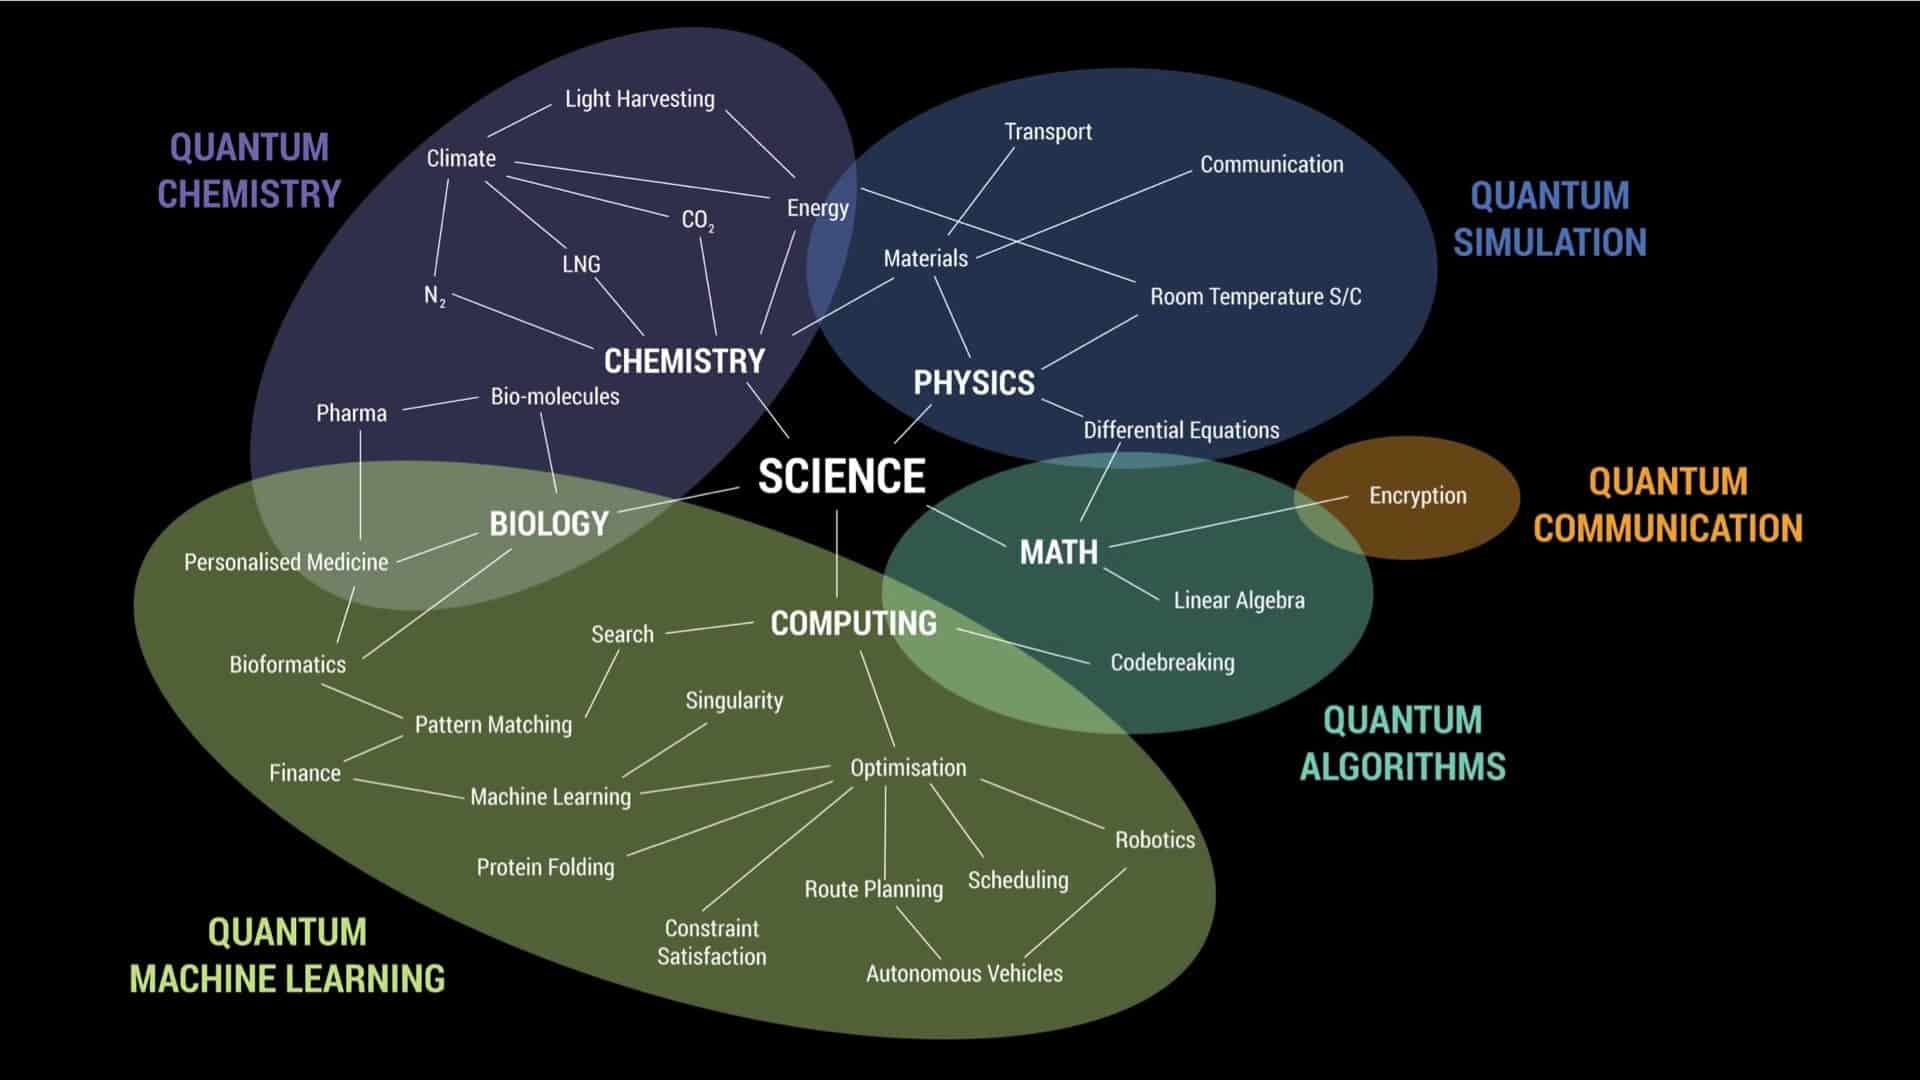 QUANTUM
CHEMISTRY
Light Harvesting
Climate
Energy
CO₂
LNG
N₂
CHEMISTRY
Bio-molecules
Pharma
Transport
Communication
Materials
Room Temperature S/C
PHYSICS
Differential Equations
QUANTUM
SIMULATION
SCIENCE
BIOLOGY
Personalised Medicine
MATH
Encryption
QUANTUM
COMMUNICATION
Linear Algebra
Codebreaking
QUANTUM
ALGORITHMS
COMPUTING
Search
Bioformatics
Pattern Matching
Singularity
Finance
Machine Learning
Optimisation
Protein Folding
Constraint
Satisfaction
Route Planning
Scheduling
Robotics
Autonomous Vehicles
QUANTUM
MACHINE LEARNING